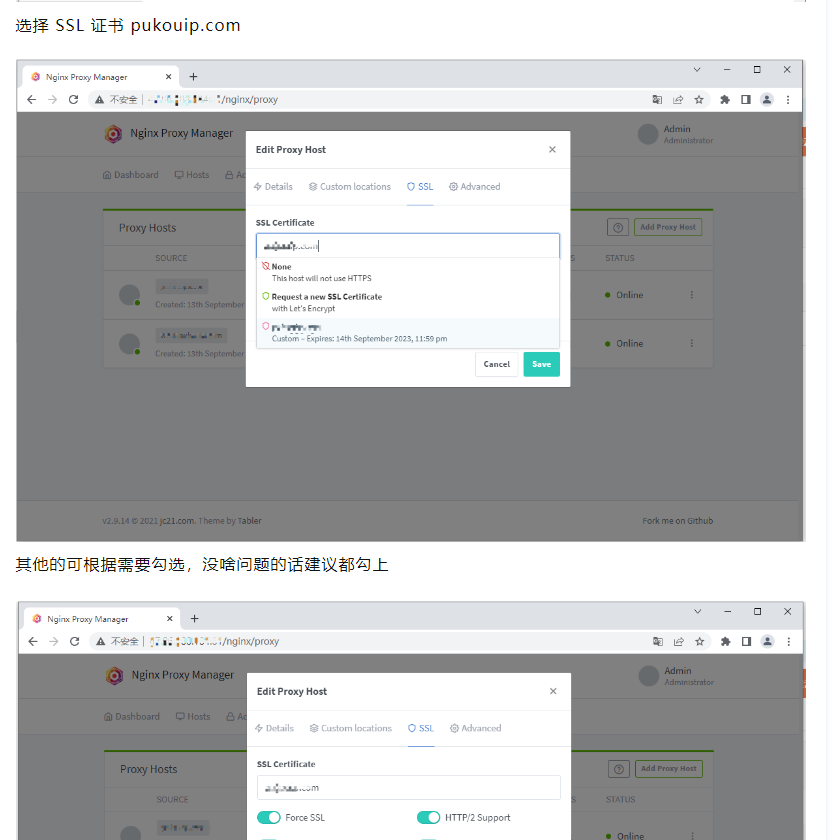 选择 SSL 证书 pukouip.com
Nginx Proxy Manager
不安全
/nginx/proxy
Nginx Proxy Manager
Admin
Administrator
Dashboard
Hosts
Edit Proxy Host
Details
Custom locations
SSL
Advanced
SSL Certificate
.com
None
This host will not use HTTPS
Request a new SSL Certificate
with Let's Encrypt
Custom – Expires: 14th September 2023, 11:59 pm
Cancel
Save
Proxy Hosts
Add Proxy Host
SOURCE
STATUS
Created: 13th September
Online
Created: 13th September
Online
v2.9.14 © 2021 jc21.com. Theme by Tabler
Fork me on Github
其他的可根据需要勾选，没啥问题的话建议都勾上
Nginx Proxy Manager
不安全
/nginx/proxy
Nginx Proxy Manager
Admin
Administrator
Dashboard
Hosts
Edit Proxy Host
Details
Custom locations
SSL
Advanced
SSL Certificate
.com
Force SSL
HTTP/2 Support
Proxy Hosts
Add Proxy Host
SOURCE
STATUS
Online